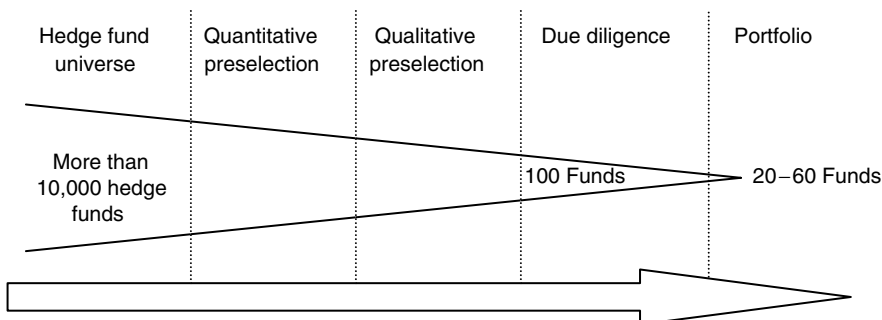 Hedge fund
universe
Quantitative
preselection
Qualitative
preselection
Due diligence
Portfolio
More than
10,000 hedge
funds
100 Funds
20–60 Funds